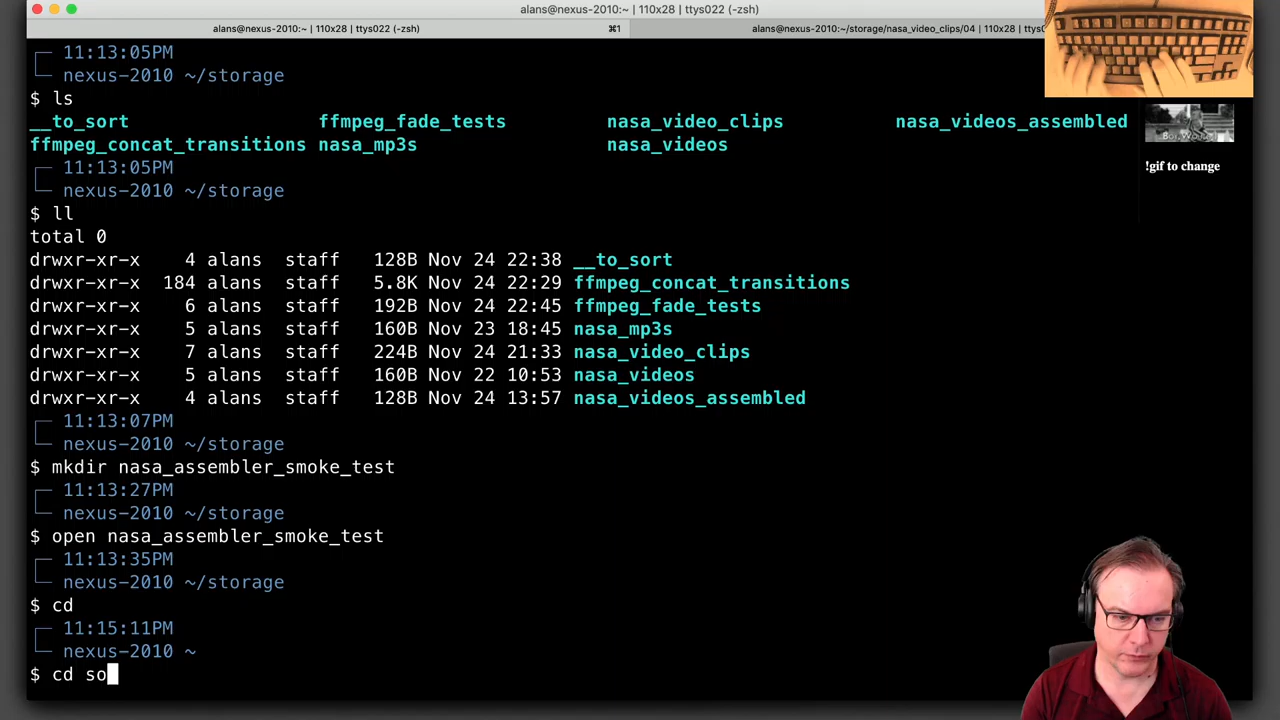 alans@nexus-2010:~ | 110x28 | ttys022 (-zsh)
alans@nexus-2010:~ | 110x28 | ttys022 (-zsh) ⌘1 alans@nexus-2010:~/storage/nasa_video_clips/04 | 110x28 | ttys0
11:13:05PM
nexus-2010 ~/storage
$ ls
__to_sort ffmpeg_fade_tests nasa_video_clips nasa_videos_assembled
ffmpeg_concat_transitions nasa_mp3s nasa_videos
11:13:05PM
nexus-2010 ~/storage
$ ll
total 0
drwxr-xr-x 4 alans staff 128B Nov 24 22:38 __to_sort
drwxr-xr-x 184 alans staff 5.8K Nov 24 22:29 ffmpeg_concat_transitions
drwxr-xr-x 6 alans staff 192B Nov 24 22:45 ffmpeg_fade_tests
drwxr-xr-x 5 alans staff 160B Nov 23 18:45 nasa_mp3s
drwxr-xr-x 7 alans staff 224B Nov 24 21:33 nasa_video_clips
drwxr-xr-x 5 alans staff 160B Nov 22 10:53 nasa_videos
drwxr-xr-x 4 alans staff 128B Nov 24 13:57 nasa_videos_assembled
11:13:07PM
nexus-2010 ~/storage
$ mkdir nasa_assembler_smoke_test
11:13:27PM
nexus-2010 ~/storage
$ open nasa_assembler_smoke_test
11:13:35PM
nexus-2010 ~/storage
$ cd
11:15:11PM
nexus-2010 ~
$ cd so
!gif to change